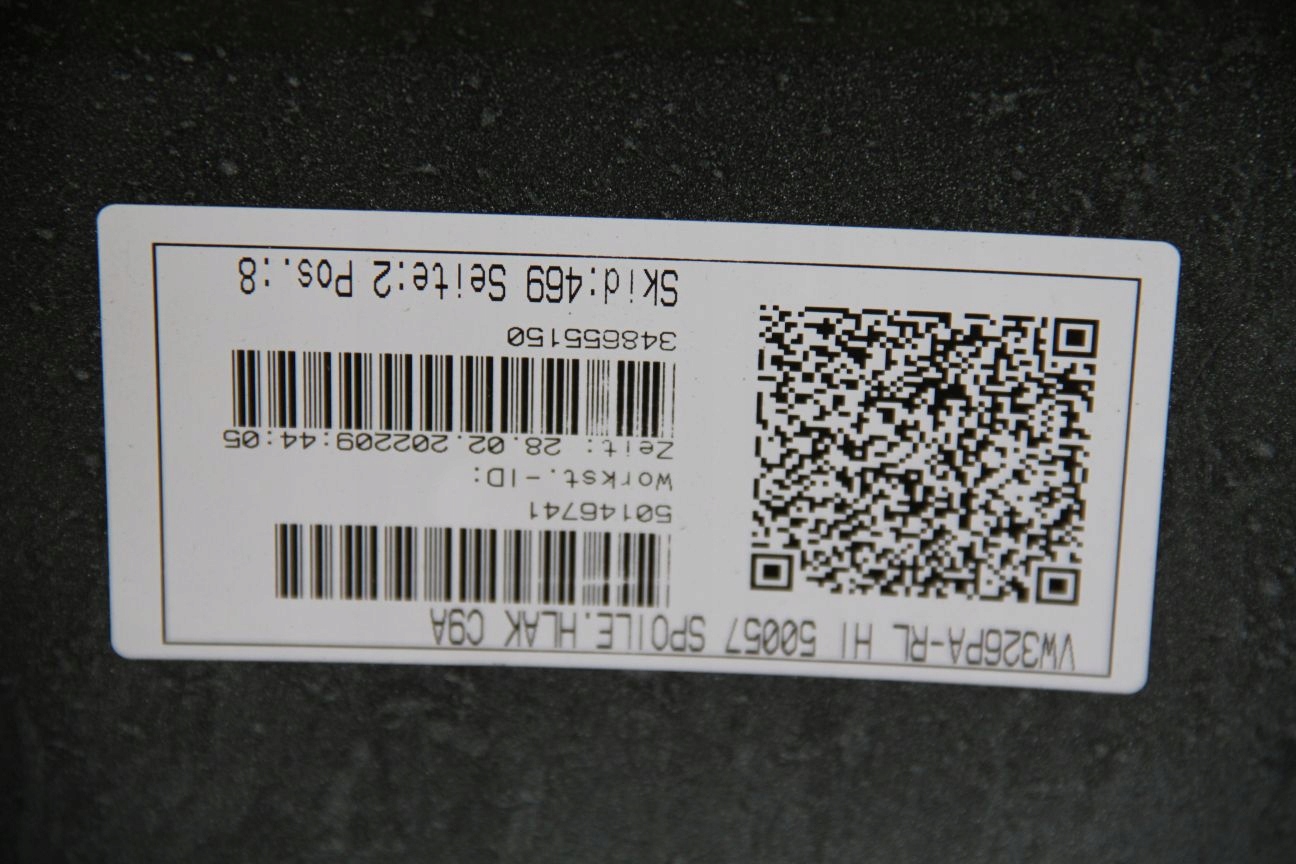 VW326PA-RL HI 50057 SPOILE.HLAK C9A
50146741
Workst.-ID:
Zeit: 28.02.202209:44:05
348655150
Skid:469 Seite:2 Pos.:8